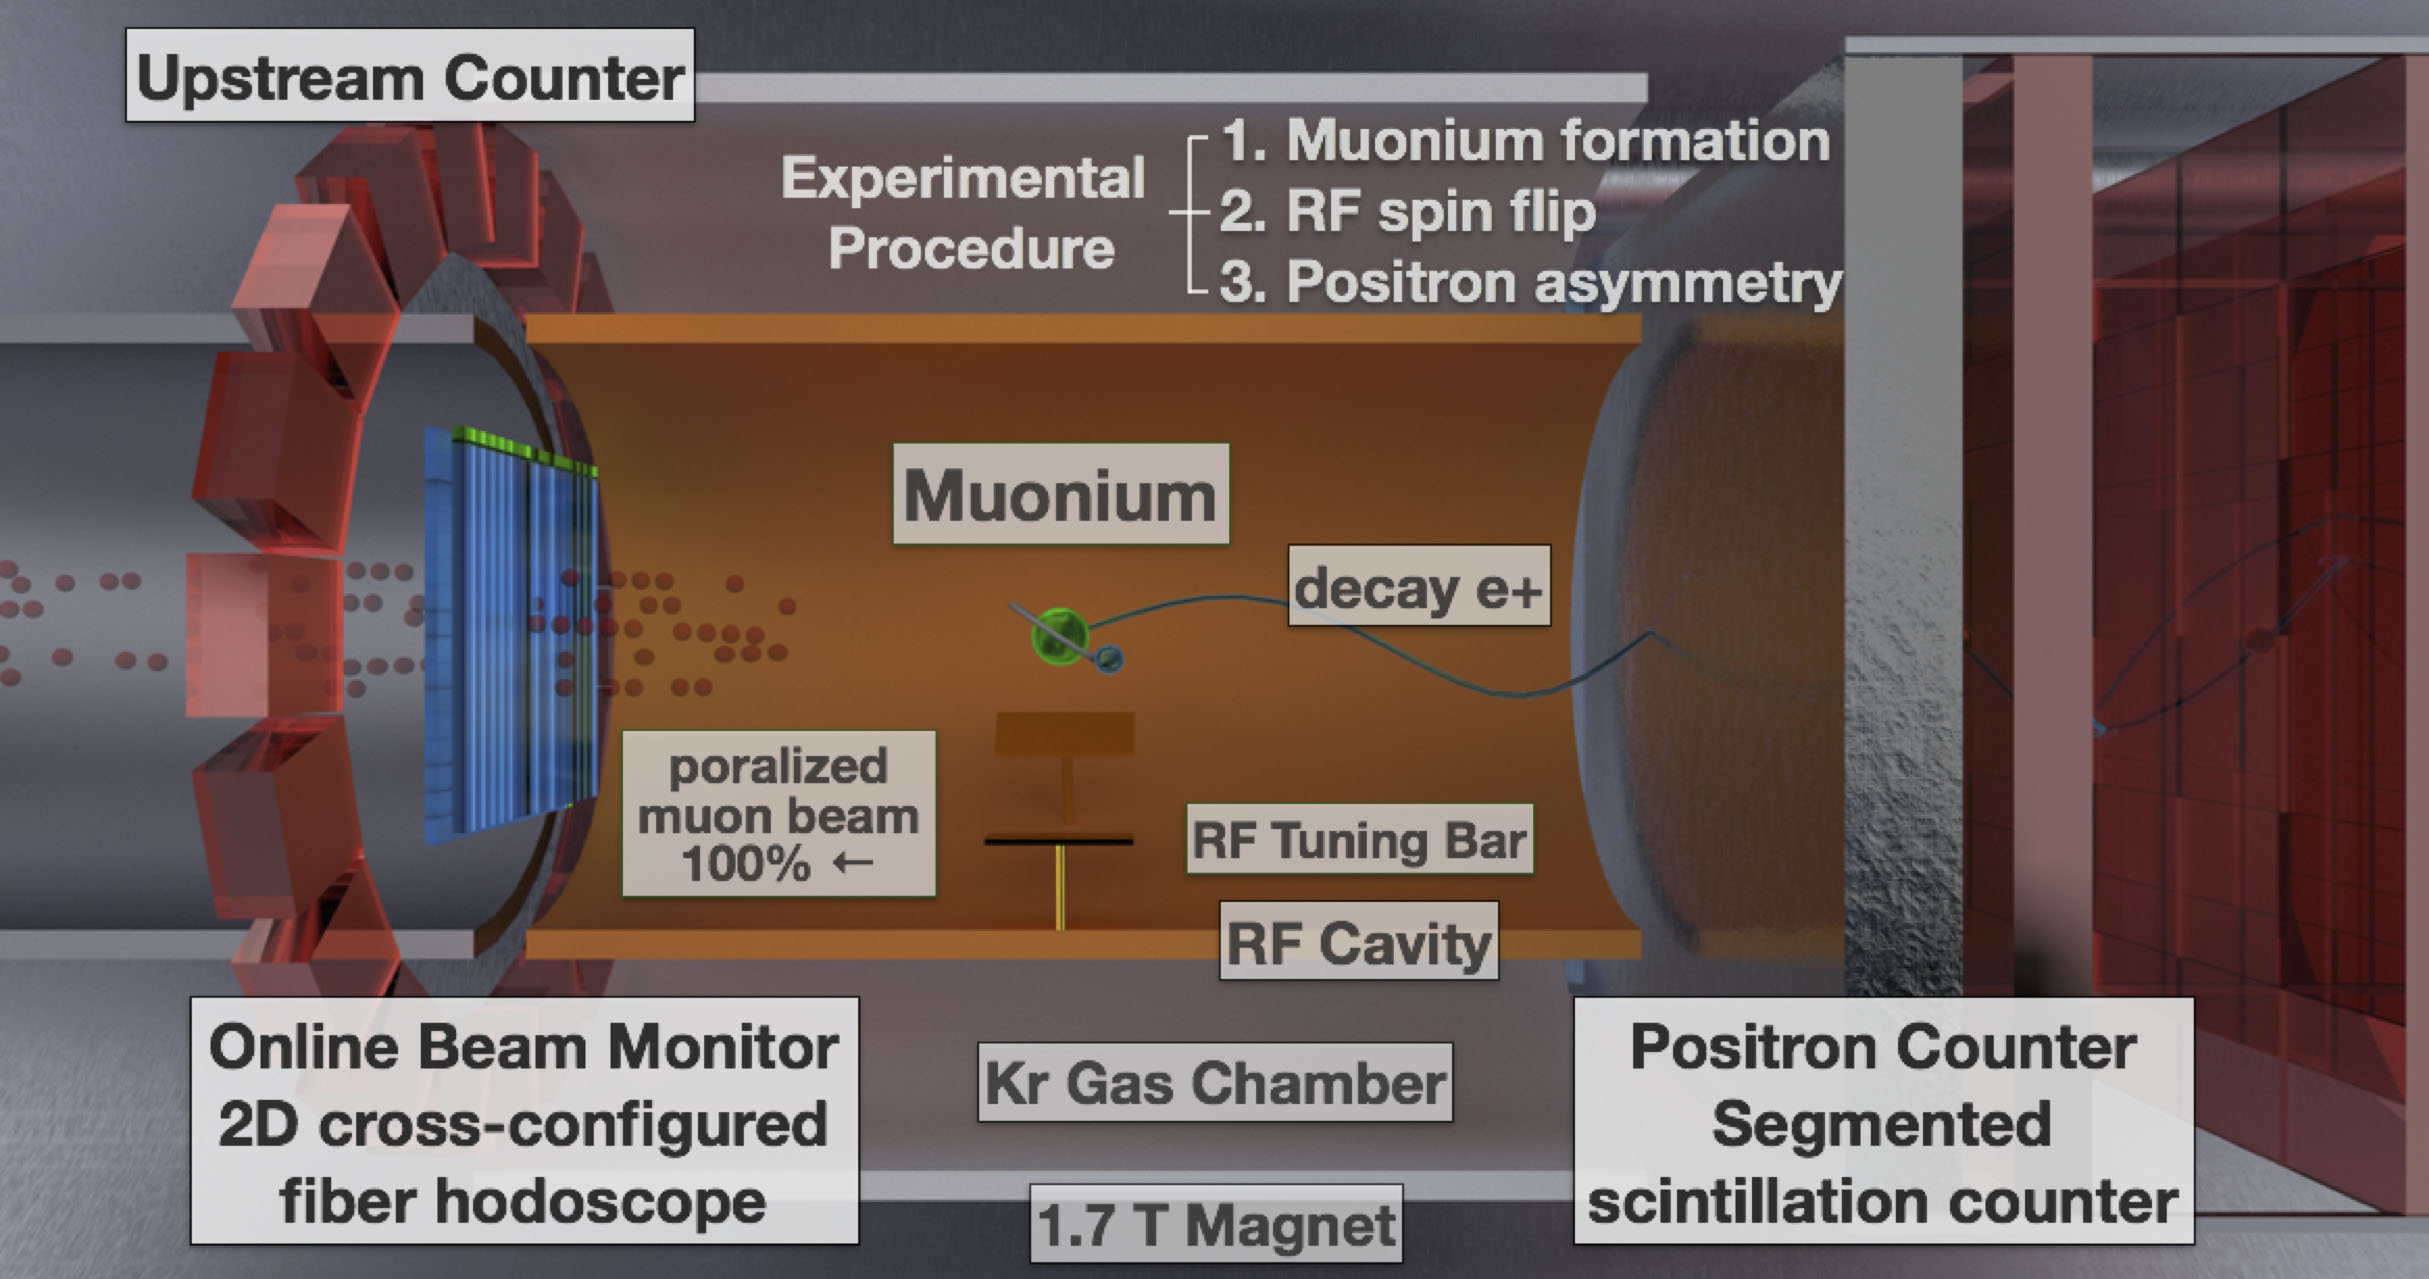 Upstream Counter
Experimental
Procedure
1. Muonium formation
2. RF spin flip
3. Positron asymmetry
Muonium
decay e+
poralized
muon beam
100% ←
RF Tuning Bar
RF Cavity
Online Beam Monitor
2D cross-configured
fiber hodoscope
Kr Gas Chamber
1.7 T Magnet
Positron Counter
Segmented
scintillation counter